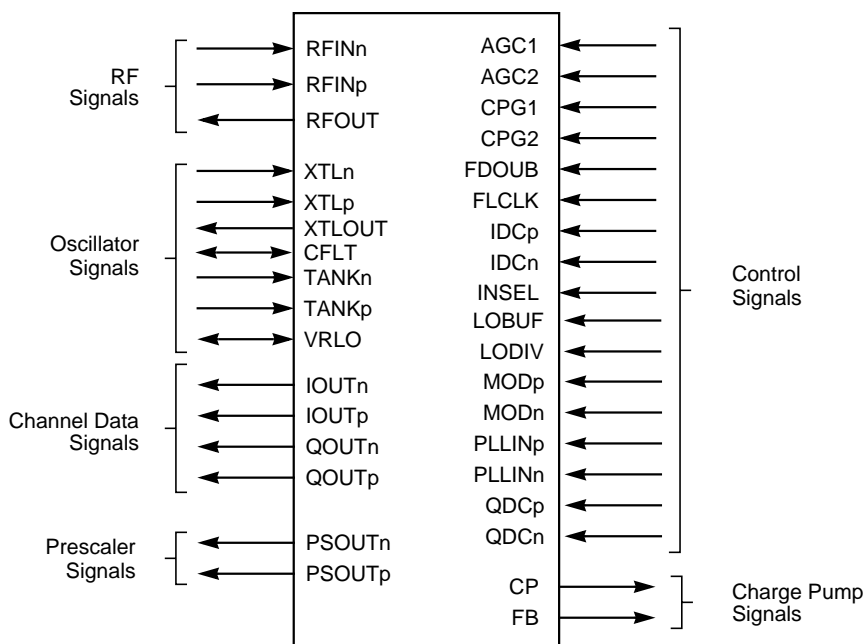 RF
Signals
RFINn
RFINp
RFOUT
Oscillator
Signals
XTLn
XTLp
XTLOUT
CFLT
TANKn
TANKp
VRLO
Channel Data
Signals
IOUTn
IOUTp
QOUTn
QOUTp
Prescaler
Signals
PSOUTn
PSOUTp
AGC1
AGC2
CPG1
CPG2
FDOUB
FLCLK
IDCp
IDCn
INSEL
LOBUF
LODIV
MODp
MODn
PLLINp
PLLINn
QDCp
QDCn
Control
Signals
CP
FB
Charge Pump
Signals